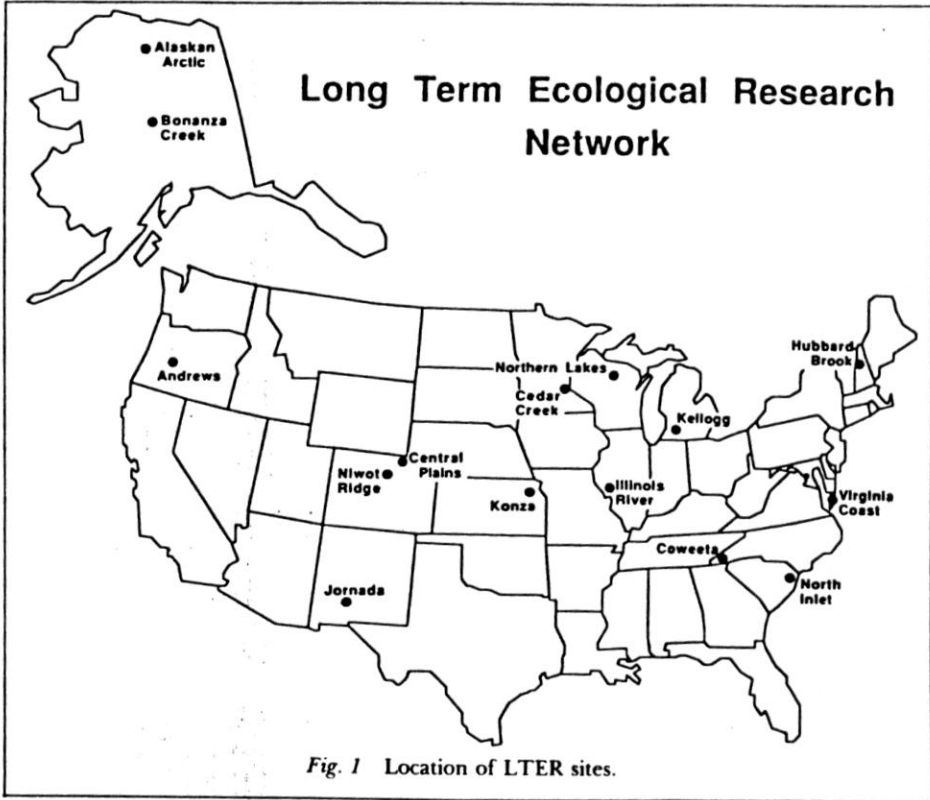 Alaskan
Arctic
Long Term Ecological Research
Network
Bonanza
Creek
Hubbard
Brook
Northern Lakes
Andrews
Cedar
Creek
Kellogg
Central
Plains
Niwot
Ridge
Illinois
River
Konza
Virginia
Coast
Coweeta
North
Inlet
Jornada
Fig. 1 Location of LTER sites.